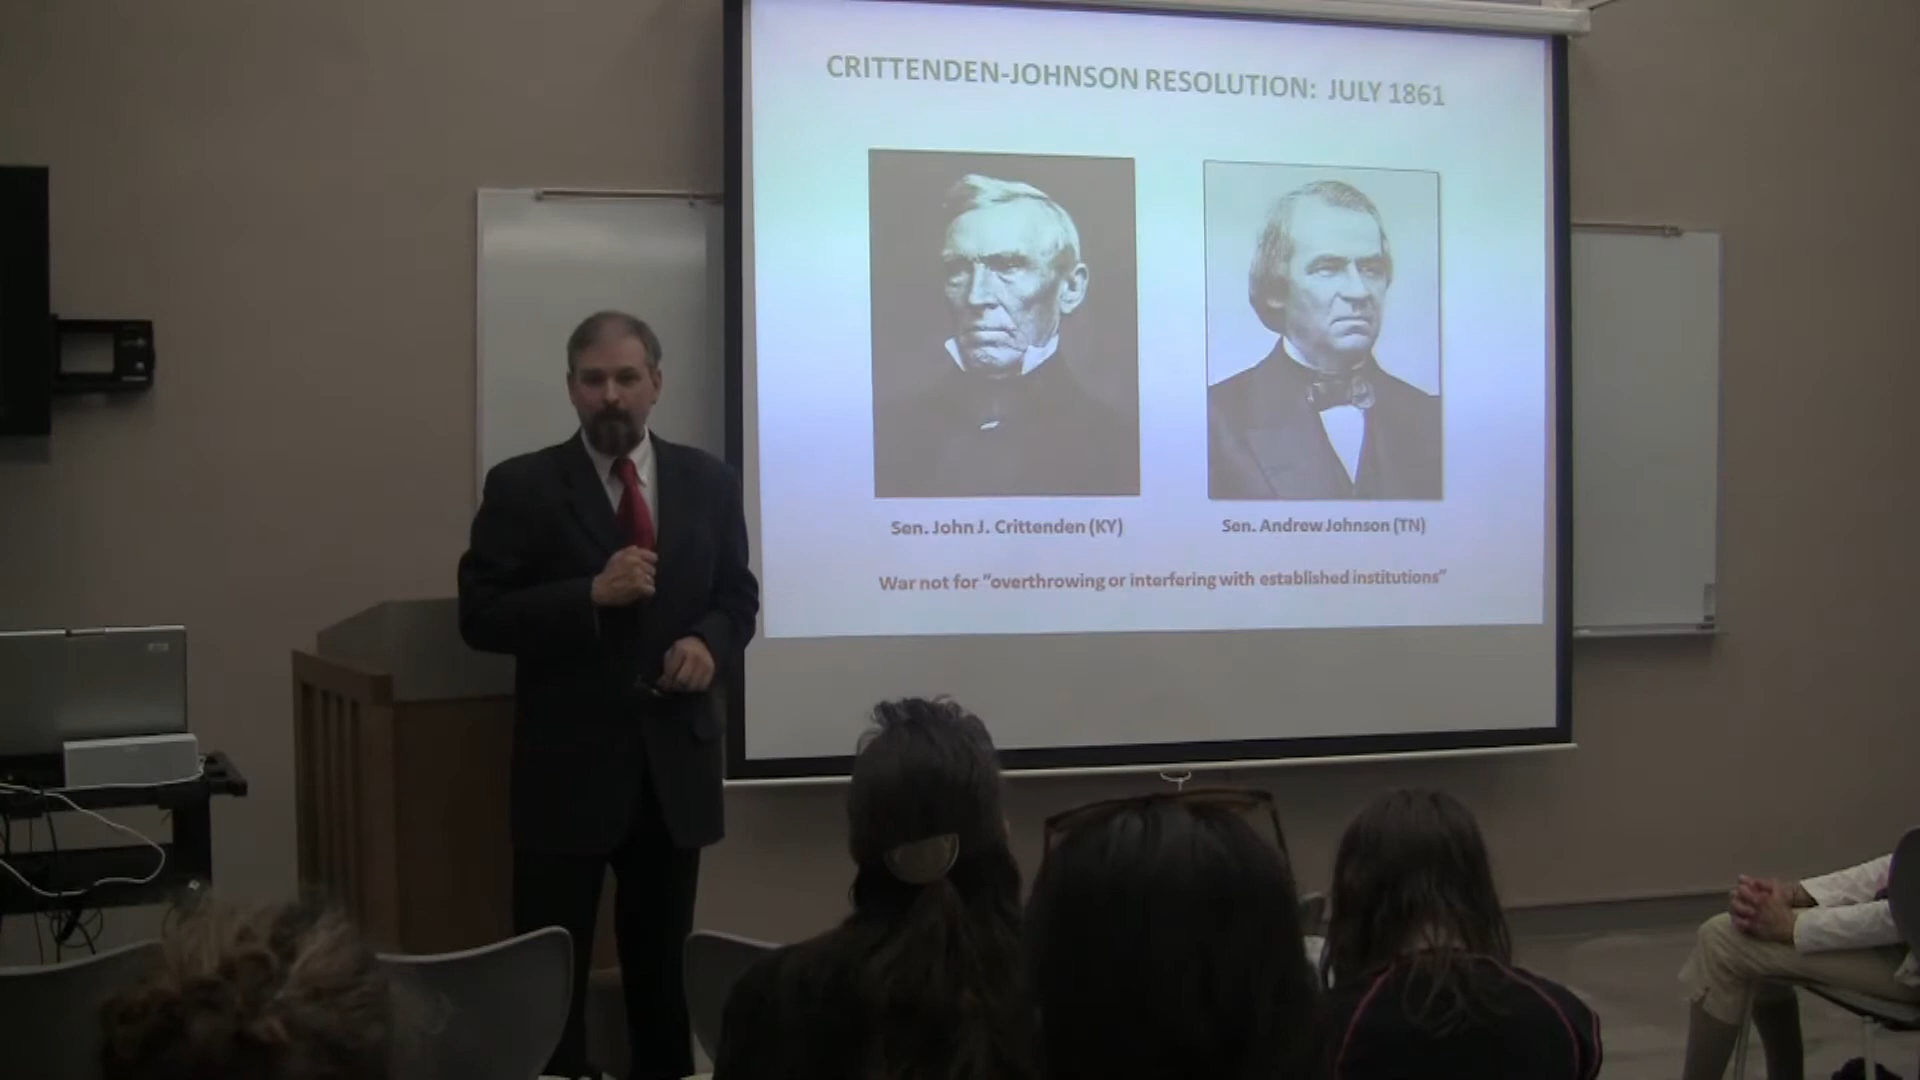 CRITTENDEN-JOHNSON RESOLUTION: JULY 1861
Sen. John J. Crittenden (KY)
Sen. Andrew Johnson (TN)
War not for “overthrowing or interfering with established institutions”